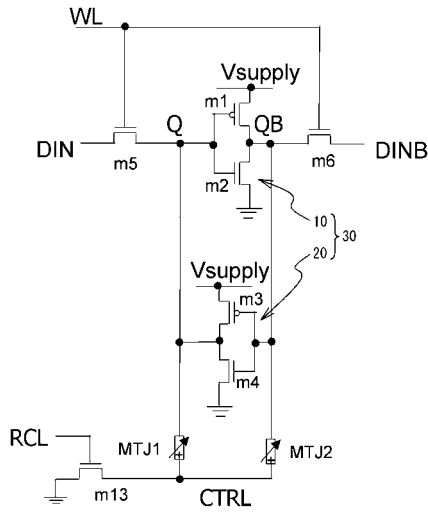 WL
Vsupply
m1
Q
QB
DIN
m5
m2
m6
DINB
10
20
30
Vsupply
m3
m4
RCL
MTJ1
MTJ2
m13
CTRL